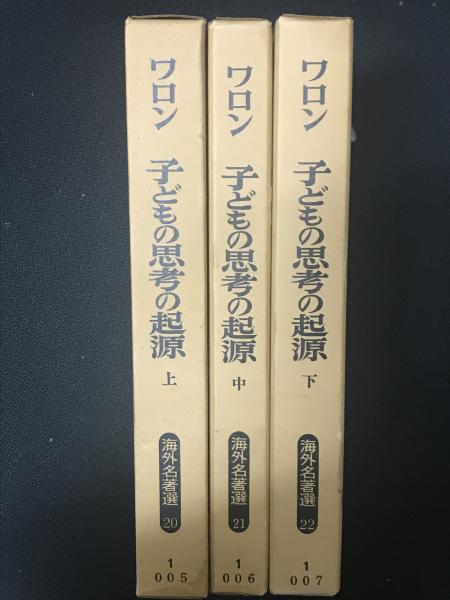 ワロン 子どもの思考の起源 上
海外名著選 20
1
005
ワロン 子どもの思考の起源 中
海外名著選 21
1
006
ワロン 子どもの思考の起源 下
海外名著選 22
1
007